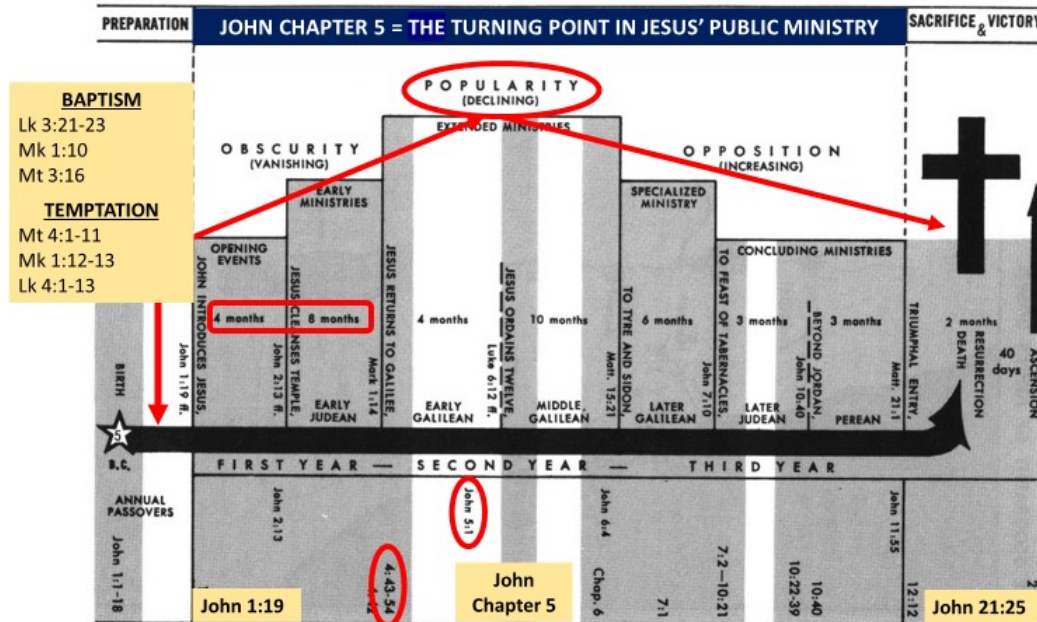 PREPARATION
JOHN CHAPTER 5 = THE TURNING POINT IN JESUS' PUBLIC MINISTRY
SACRIFICE & VICTORY
BAPTISM
Lk 3:21-23
Mk 1:10
Mt 3:16
TEMPTATION
Mt 4:1-11
Mk 1:12-13
Lk 4:1-13
POPULARITY
(DECLINING)
EXTENDED MINISTRIES
OBSCURITY
(VANISHING)
OPPOSITION
(INCREASING)
EARLY
MINISTRIES
SPECIALIZED
MINISTRY
OPENING
EVENTS
CONCLUDING MINISTRIES
BIRTH
JOHN INTRODUCES JESUS,
John 1:19 ff.
4 months
JESUS CLEANSES TEMPLE,
John 2:13 ff.
8 months
JESUS RETURNS TO GALILEE,
Mark 1:14
4 months
JESUS ORDAINS TWELVE,
Luke 6:12 ff.
10 months
TO TYRE AND SIDON,
Matt. 15:21
6 months
TO FEAST OF TABERNACLES,
John 7:10
3 months
BEYOND JORDAN,
John 10:40
3 months
TRIUMPHAL ENTRY,
Matt. 21:1
2 months
DEATH
RESURRECTION
40
days
ASCENSION
EARLY
JUDEAN
EARLY
GALILEAN
MIDDLE
GALILEAN
LATER
GALILEAN
LATER
JUDEAN
PEREAN
5
B.C.
FIRST YEAR — SECOND YEAR — THIRD YEAR
ANNUAL
PASSOVERS
John 2:13
John 5:1
John 6:4
John 11:55
John 1:1-18
John 1:19
4:43-54
John
Chapter 5
Chap. 6
7:1
7:2—10:21
10:22-39
10:40
12:12
John 21:25